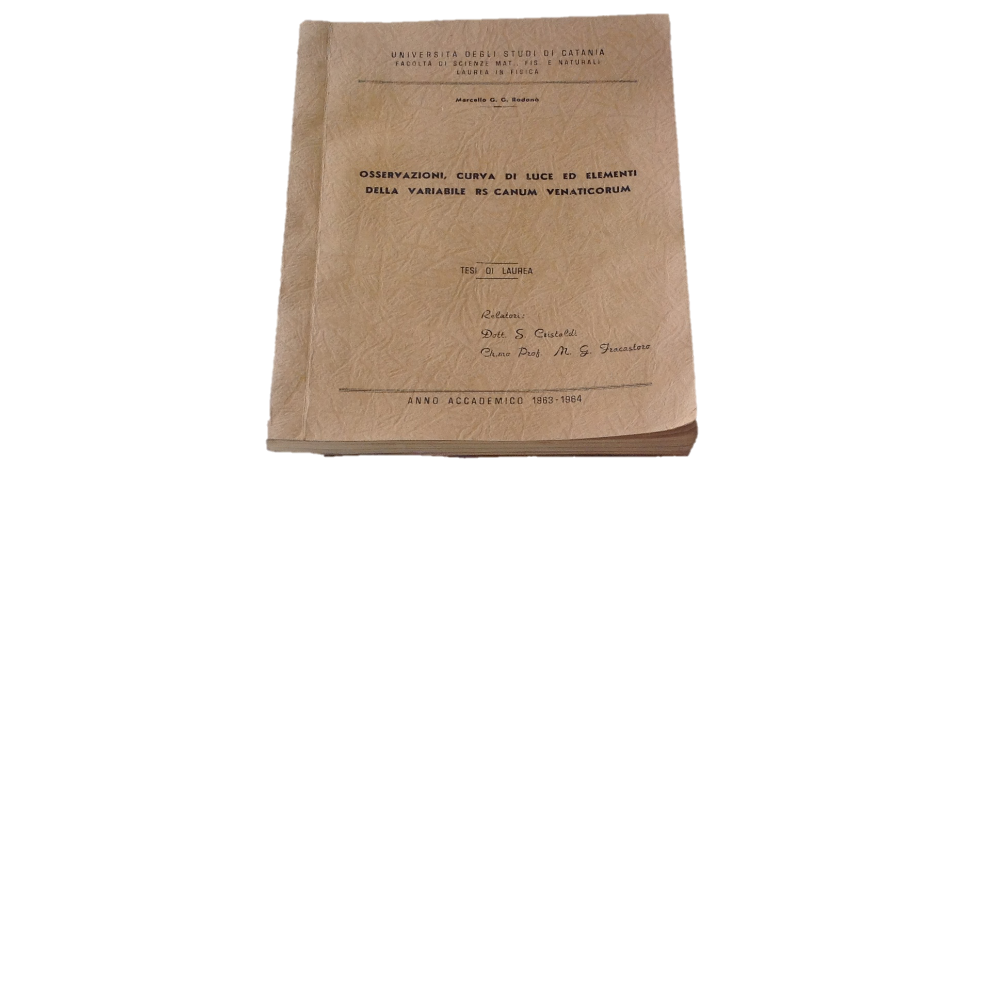 UNIVERSITÀ DEGLI STUDI DI CATANIA
FACOLTÀ DI SCIENZE MAT., FIS. E NATURALI
LAUREA IN FISICA
Marcello G. G. Rodonò
OSSERVAZIONI, CURVA DI LUCE ED ELEMENTI
DELLA VARIABILE RS CANUM VENATICORUM
TESI DI LAUREA
Relatori:
Dott. S. Cristaldi
Ch.mo Prof. M. G. Fracastoro
ANNO ACCADEMICO 1963-1964